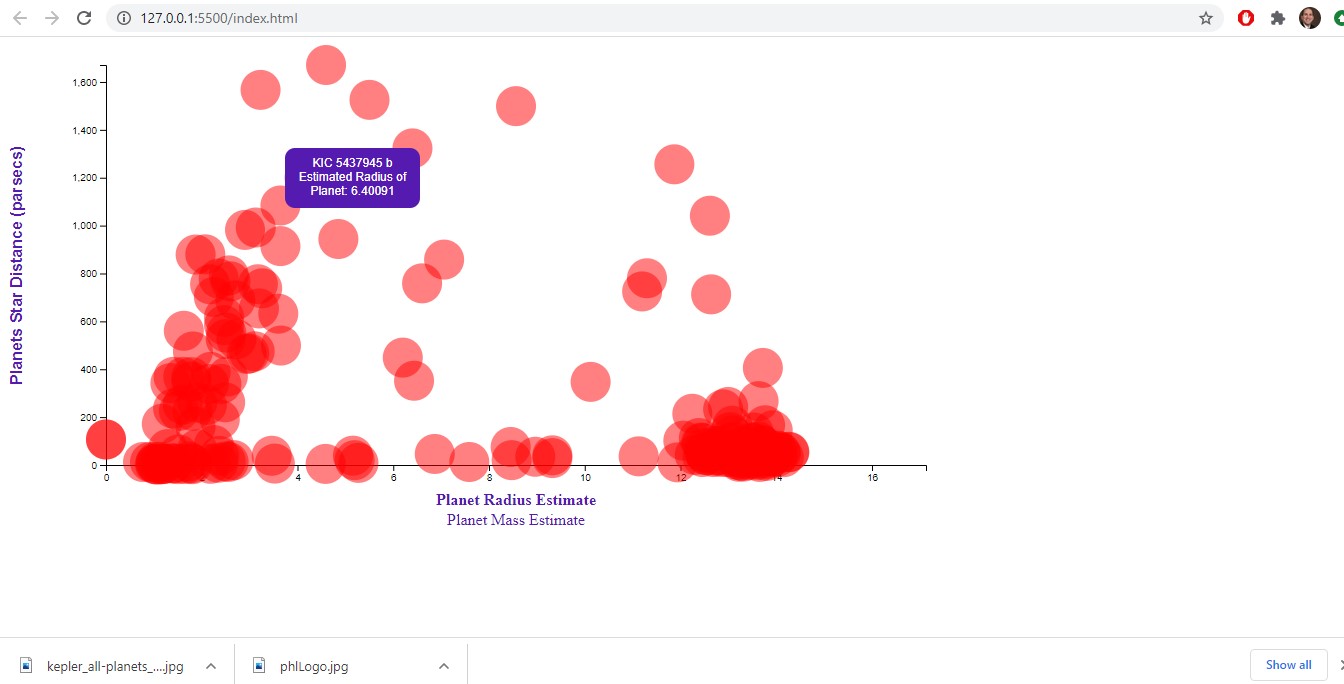 127.0.0.1:5500/index.html
Planets Star Distance (parsecs)
1,600
1,400
1,200
1,000
800
600
400
200
0
KIC 5437945 b
Estimated Radius of
Planet: 6.40091
0 4 6 8 10 12 14 16
Planet Radius Estimate
Planet Mass Estimate
kepler_all-planets_....jpg
phlLogo.jpg
Show all